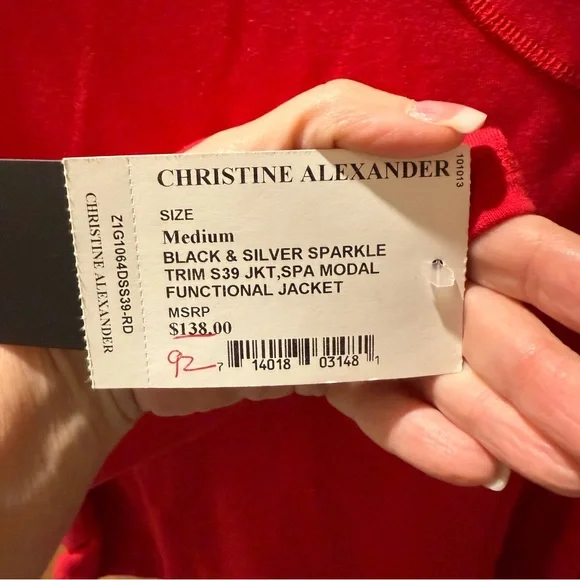 CHRISTINE ALEXANDER
SIZE
Medium
BLACK & SILVER SPARKLE
TRIM S39 JKT,SPA MODAL
FUNCTIONAL JACKET
MSRP
$138.00
92
7 14018 03148 1
101013
Z1G1064DSS39-RD
CHRISTINE ALEXANDER